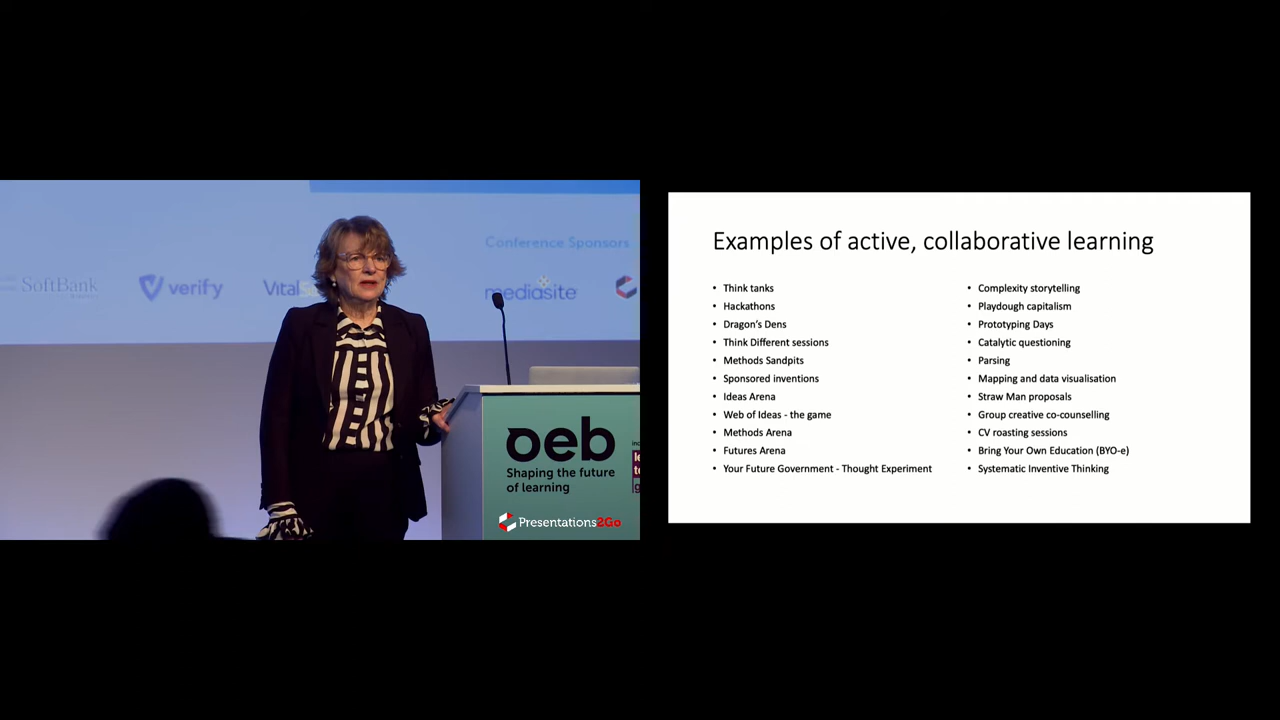 Conference Sponsors
SoftBank
verify
Vital
mediasite
oeb
Shaping the future
of learning
Presentations2Go
Examples of active, collaborative learning
• Think tanks
• Hackathons
• Dragon's Dens
• Think Different sessions
• Methods Sandpits
• Sponsored inventions
• Ideas Arena
• Web of Ideas - the game
• Methods Arena
• Futures Arena
• Your Future Government - Thought Experiment
• Complexity storytelling
• Playdough capitalism
• Prototyping Days
• Catalytic questioning
• Parsing
• Mapping and data visualisation
• Straw Man proposals
• Group creative co-counselling
• CV roasting sessions
• Bring Your Own Education (BYO-e)
• Systematic Inventive Thinking